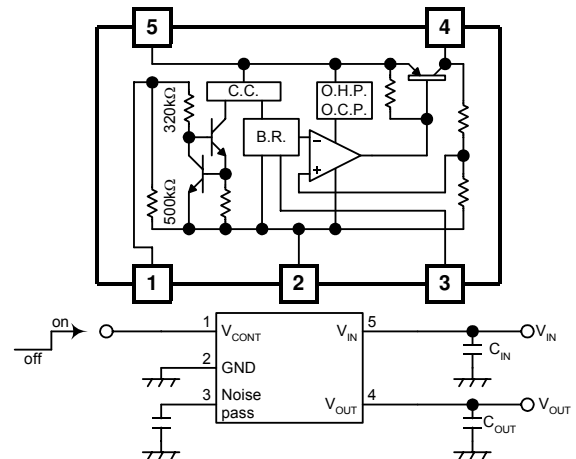 5
4
320kΩ
C.C.
O.H.P.
O.C.P.
B.R.
−
+
500kΩ
1
2
3
on
off
1 V_CONT V_IN 5 V_IN
C_IN
2 GND
3 Noise
pass
V_OUT 4 V_OUT
C_OUT